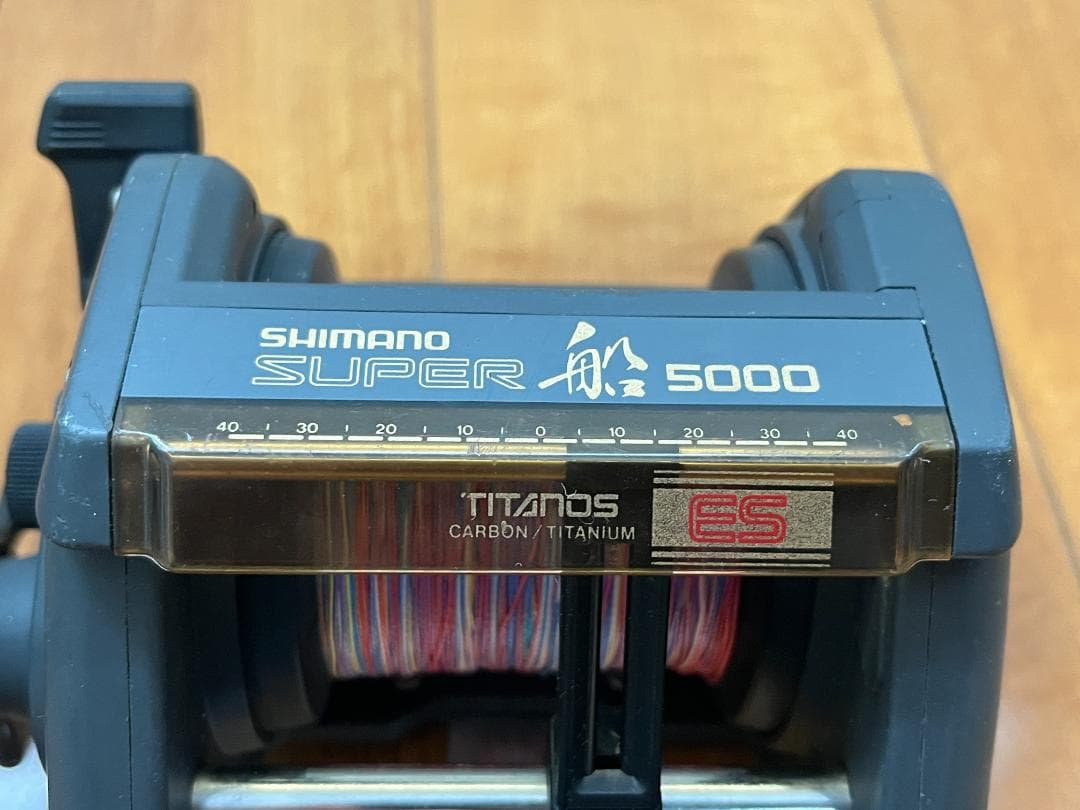 SHIMANO
SUPER 船 5000
40 30 20 10 0 10 20 30 40
TITANOS
CARBON/TITANIUM
ES